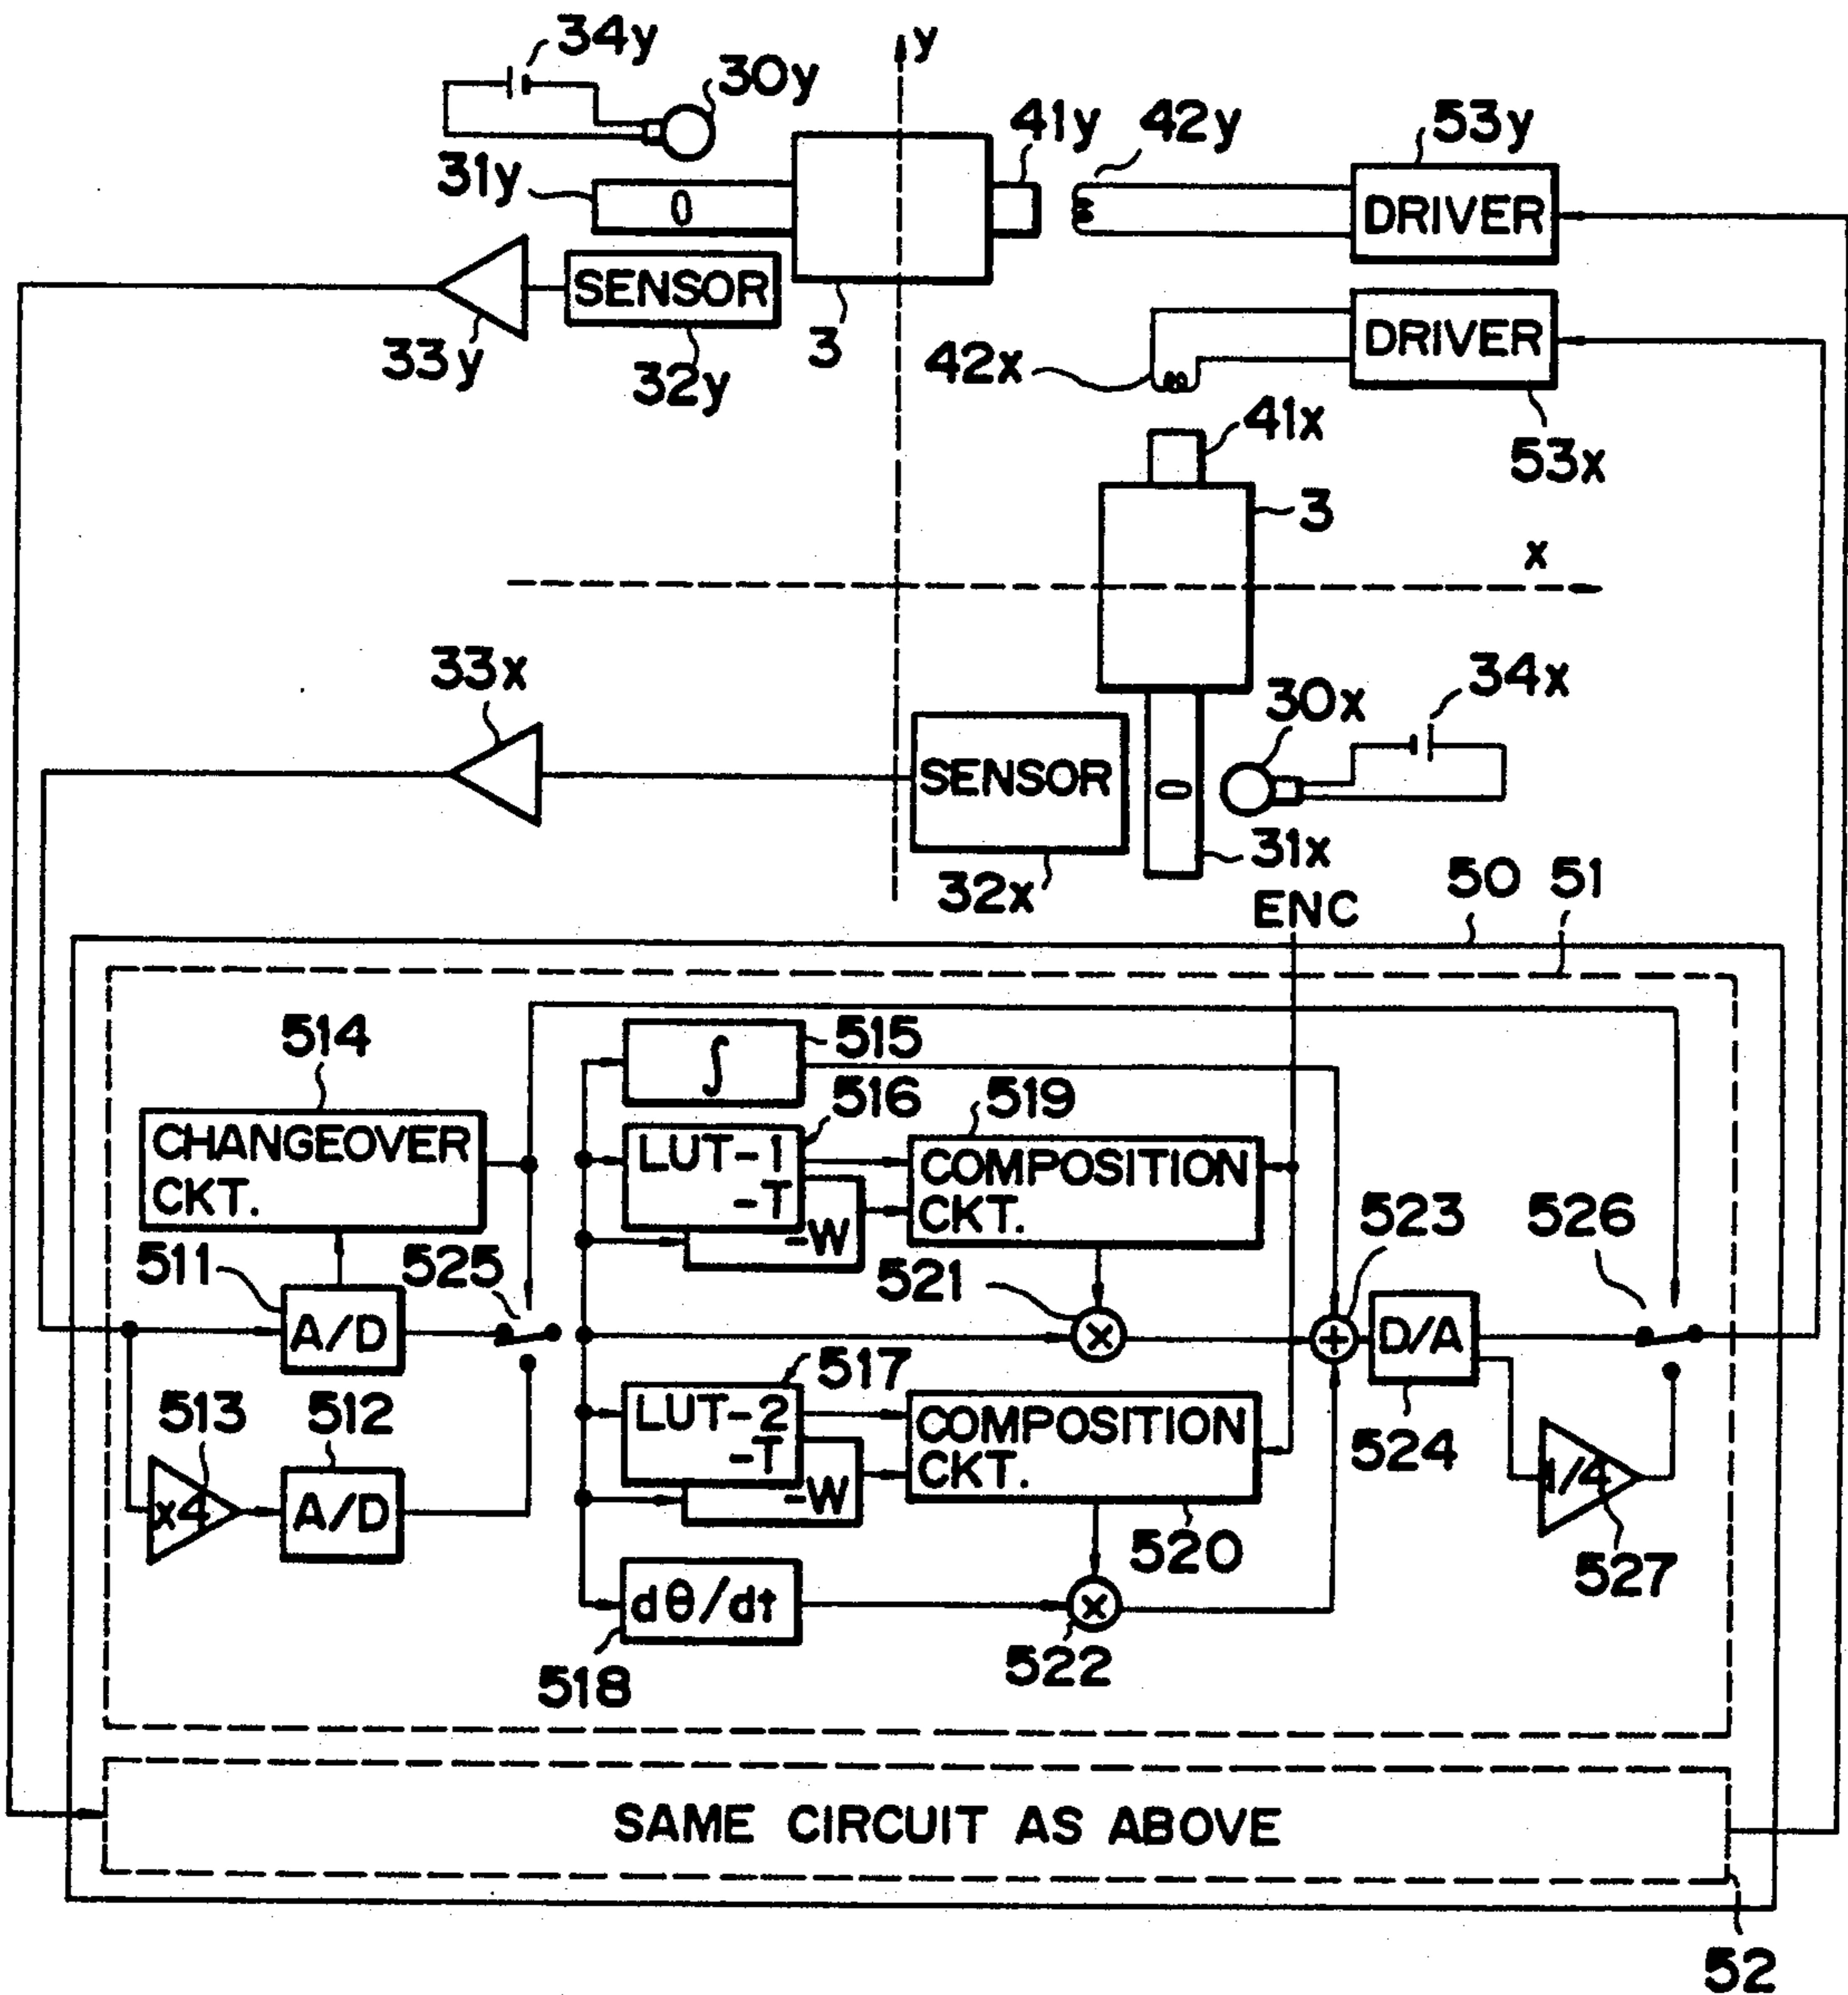 34y
y
30y
41y
42y
53y
31y
0
DRIVER
SENSOR
3
DRIVER
33y
32y
42x
41x
53x
3
x
33x
34x
30x
SENSOR
0
31x
32x
50
51
ENC
514
∫
515
516
519
CHANGEOVER
CKT.
LUT-1
-T
-W
COMPOSITION
CKT.
523
526
511
525
521
A/D
×
+
D/A
517
513
512
LUT-2
-T
-W
COMPOSITION
CKT.
524
x4
A/D
1/4
520
527
dθ/dt
×
522
518
SAME CIRCUIT AS ABOVE
52